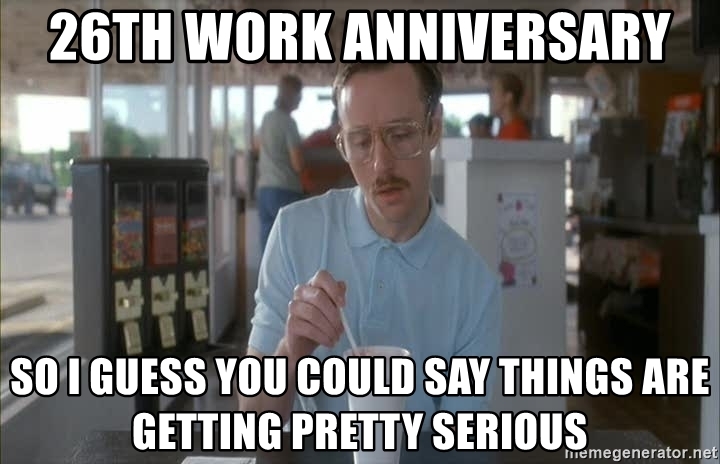 26TH WORK ANNIVERSARY
SO I GUESS YOU COULD SAY THINGS ARE
GETTING PRETTY SERIOUS
memegenerator.net